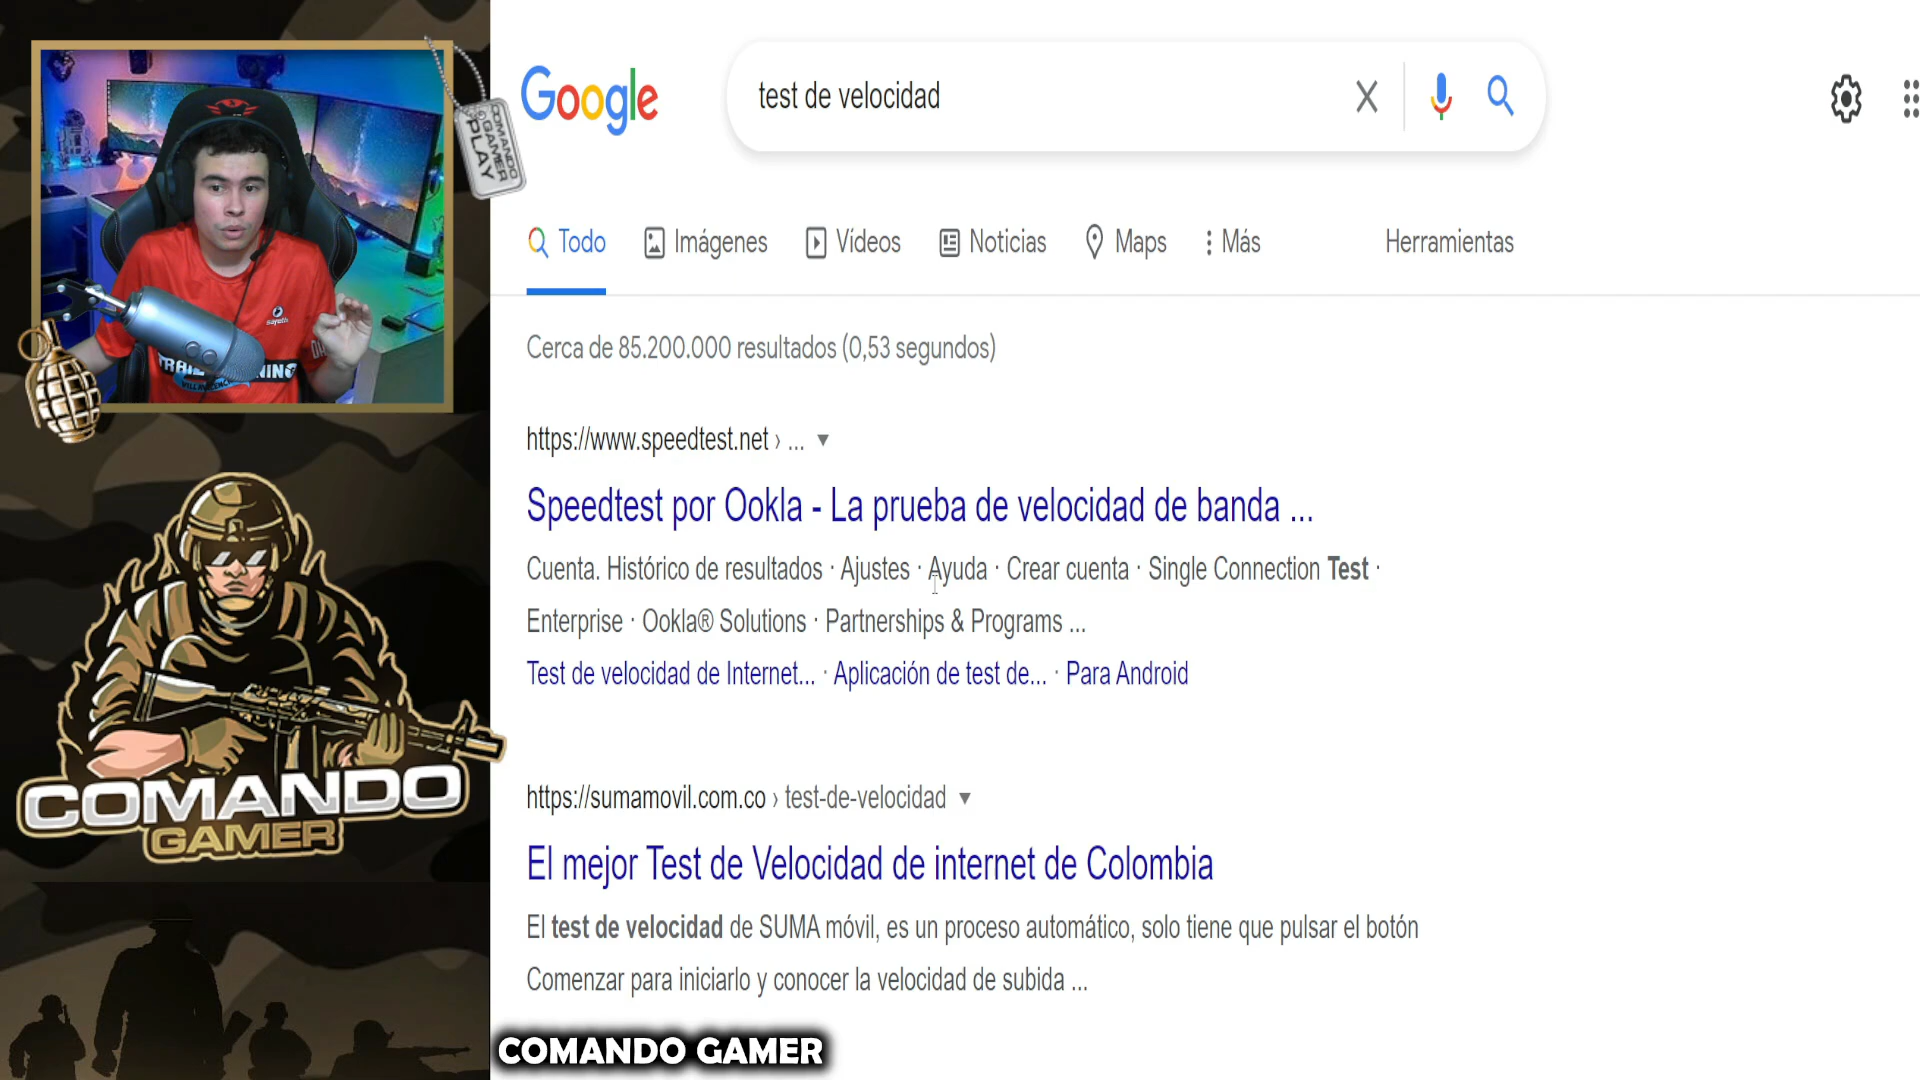 COMANDO
GAMER
PLAY
Google
test de velocidad
Todo
Imágenes
Vídeos
Noticias
Maps
Más
Herramientas
Cerca de 85.200.000 resultados (0,53 segundos)
https://www.speedtest.net › ...
Speedtest por Ookla - La prueba de velocidad de banda ...
Cuenta. Histórico de resultados · Ajustes · Ayuda · Crear cuenta · Single Connection Test ·
Enterprise · Ookla® Solutions · Partnerships & Programs ...
Test de velocidad de Internet... · Aplicación de test de... · Para Android
https://sumamovil.com.co › test-de-velocidad
El mejor Test de Velocidad de internet de Colombia
El test de velocidad de SUMA móvil, es un proceso automático, solo tiene que pulsar el botón
Comenzar para iniciarlo y conocer la velocidad de subida ...
COMANDO
GAMER
COMANDO GAMER